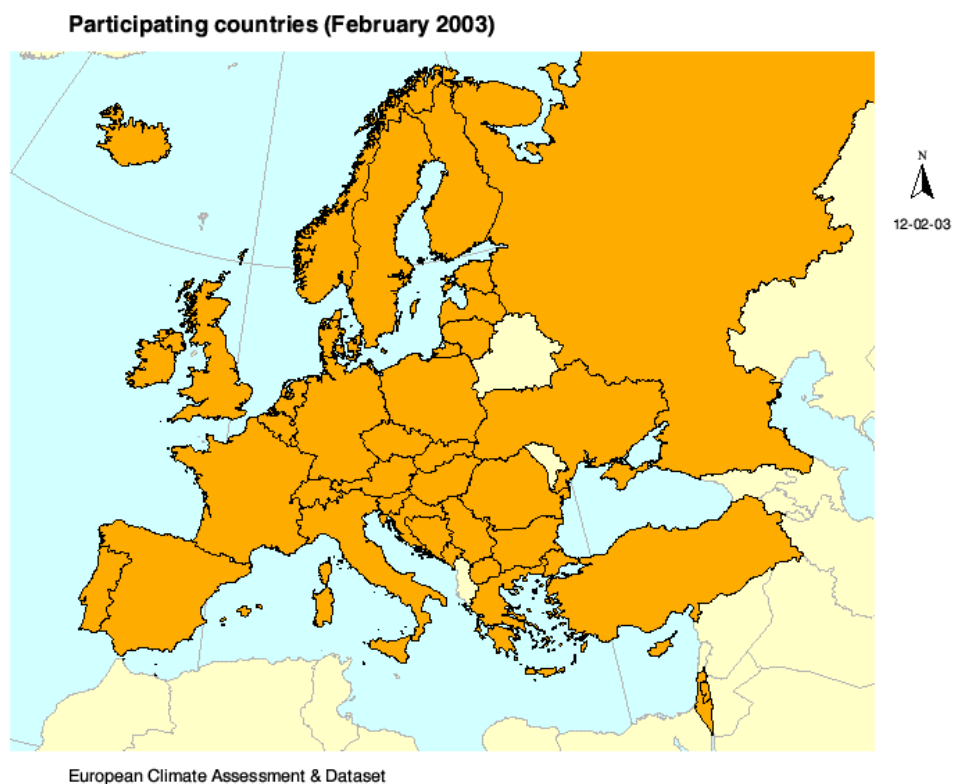 Participating countries (February 2003)
N
12-02-03
European Climate Assessment & Dataset